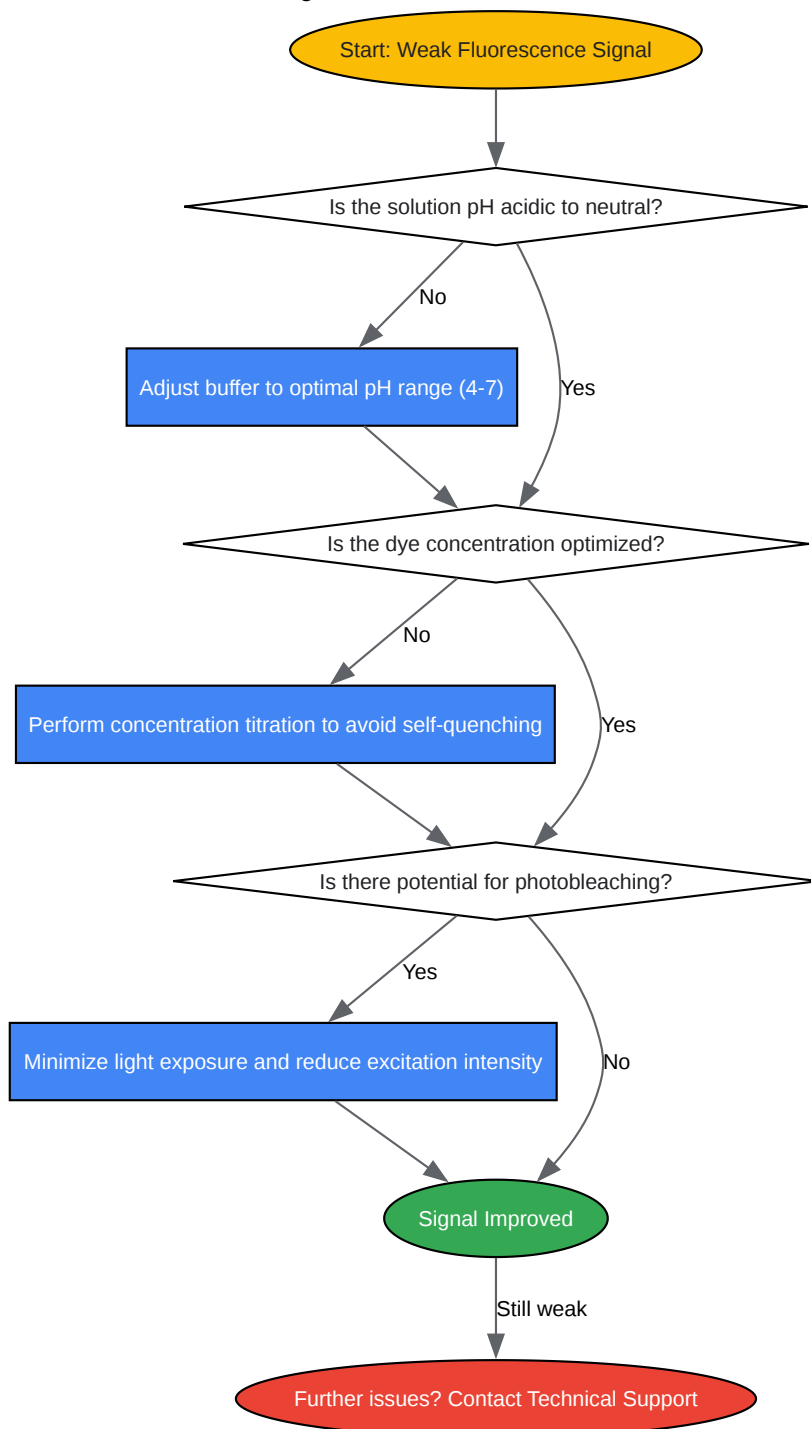 Start: Weak Fluorescence Signal
Is the solution pH acidic to neutral?
No
Adjust buffer to optimal pH range (4-7)
Yes
Is the dye concentration optimized?
No
Perform concentration titration to avoid self-quenching
Yes
Is there potential for photobleaching?
Yes
Minimize light exposure and reduce excitation intensity
No
Signal Improved
Still weak
Further issues? Contact Technical Support